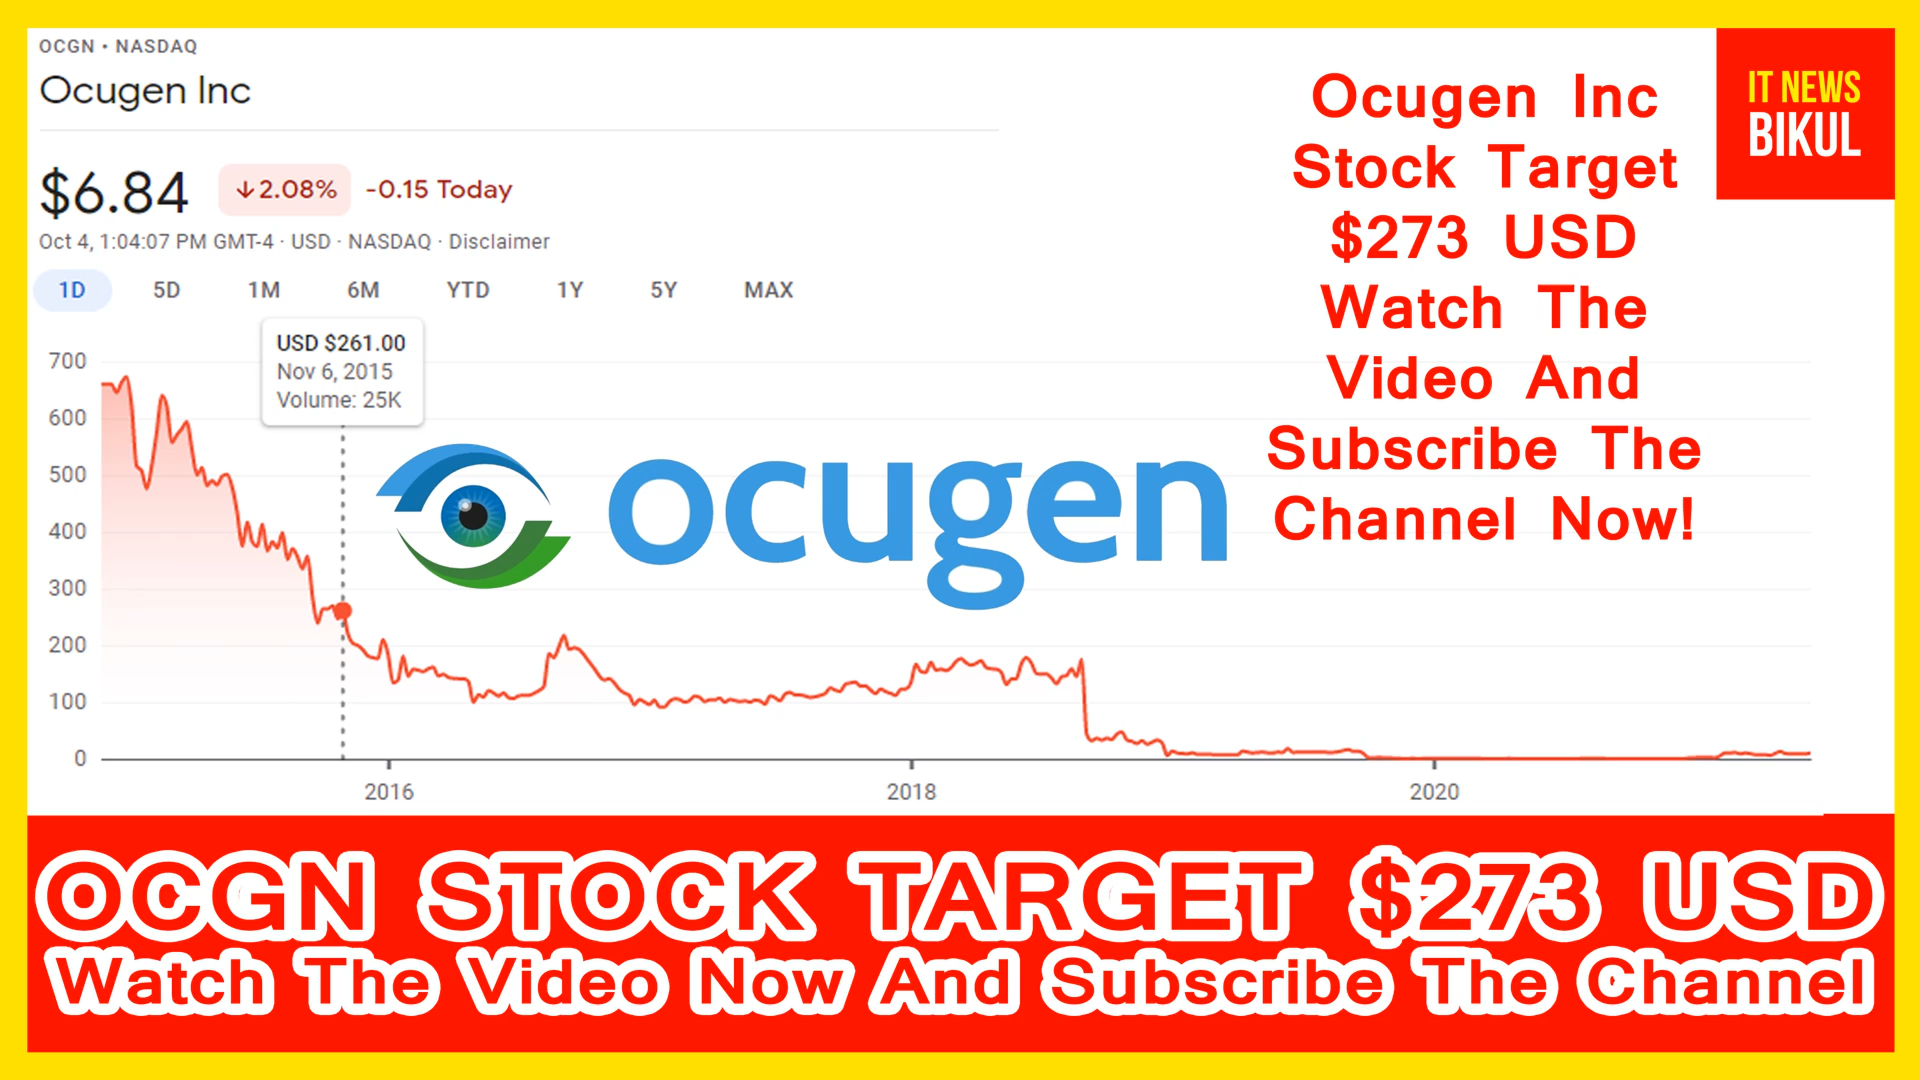 OCGN • NASDAQ
Ocugen Inc
$6.84 ↓2.08% -0.15 Today
Oct 4, 1:04:07 PM GMT-4 · USD · NASDAQ · Disclaimer
1D 5D 1M 6M YTD 1Y 5Y MAX
USD $261.00
Nov 6, 2015
Volume: 25K
700
600
500
400
300
200
100
0
2016 2018 2020
ocugen
Ocugen Inc
Stock Target
$273 USD
Watch The
Video And
Subscribe The
Channel Now!
IT NEWS
BIKUL
OCGN STOCK TARGET $273 USD
Watch The Video Now And Subscribe The Channel